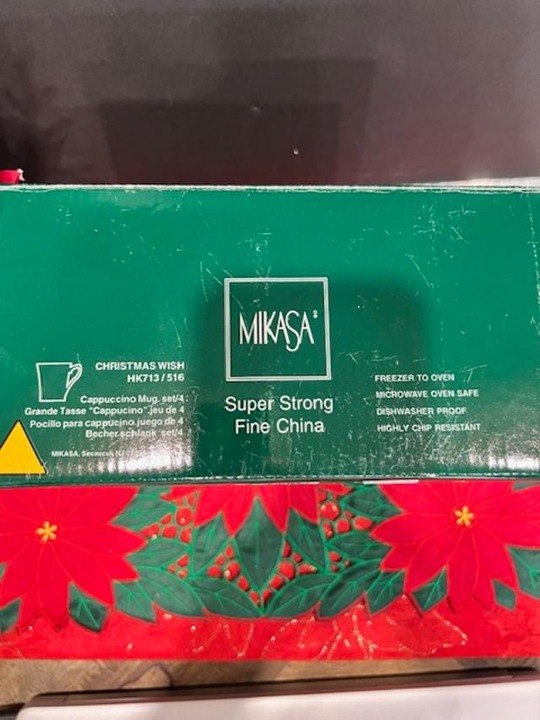 MIKASA®
CHRISTMAS WISH
HK713 / 516
Cappuccino Mug. set/4
Grande Tasse "Cappucino". jeu de 4
Pocillo para cappuccino. juego de 4
Becher schlank set/4
MIKASA, Secaucus NJ
Super Strong
Fine China
FREEZER TO OVEN
MICROWAVE OVEN SAFE
DISHWASHER PROOF
HIGHLY CHIP RESISTANT